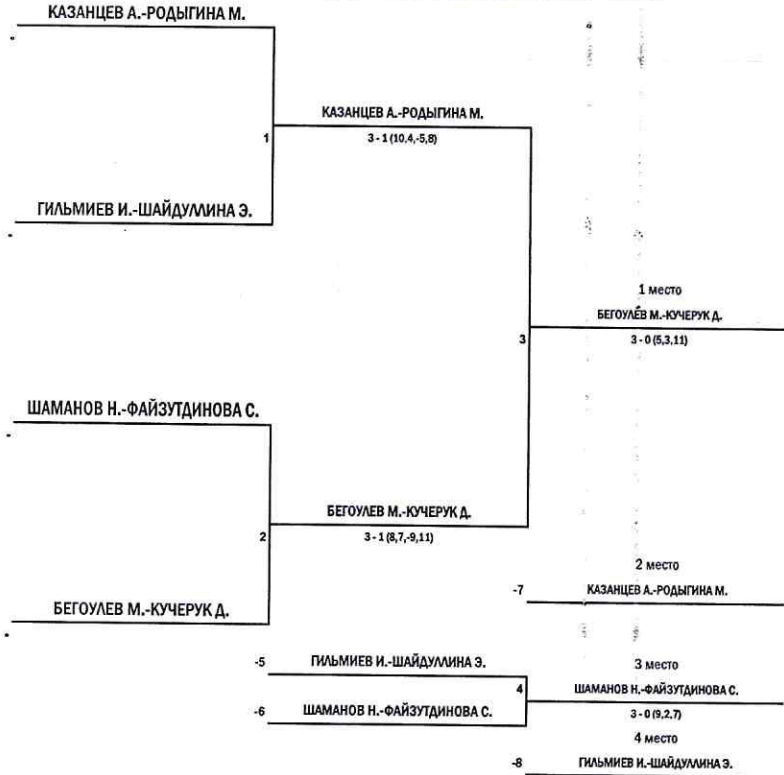 КАЗАНЦЕВ А.-РОДЫГИНА М.
КАЗАНЦЕВ А.-РОДЫГИНА М.
1
3 - 1 (10,4,-5,8)
ГИЛЬМИЕВ И.-ШАЙДУЛЛИНА Э.
1 место
БЕГОУЛЕВ М.-КУЧЕРУК Д.
3
3 - 0 (5,3,11)
ШАМАНОВ Н.-ФАЙЗУТДИНОВА С.
БЕГОУЛЕВ М.-КУЧЕРУК Д.
2
3 - 1 (8,7,-9,11)
2 место
-7 КАЗАНЦЕВ А.-РОДЫГИНА М.
БЕГОУЛЕВ М.-КУЧЕРУК Д.
-5 ГИЛЬМИЕВ И.-ШАЙДУЛЛИНА Э.
3 место
4 ШАМАНОВ Н.-ФАЙЗУТДИНОВА С.
-6 ШАМАНОВ Н.-ФАЙЗУТДИНОВА С.
3 - 0 (9,2,7)
4 место
-8 ГИЛЬМИЕВ И.-ШАЙДУЛЛИНА Э.